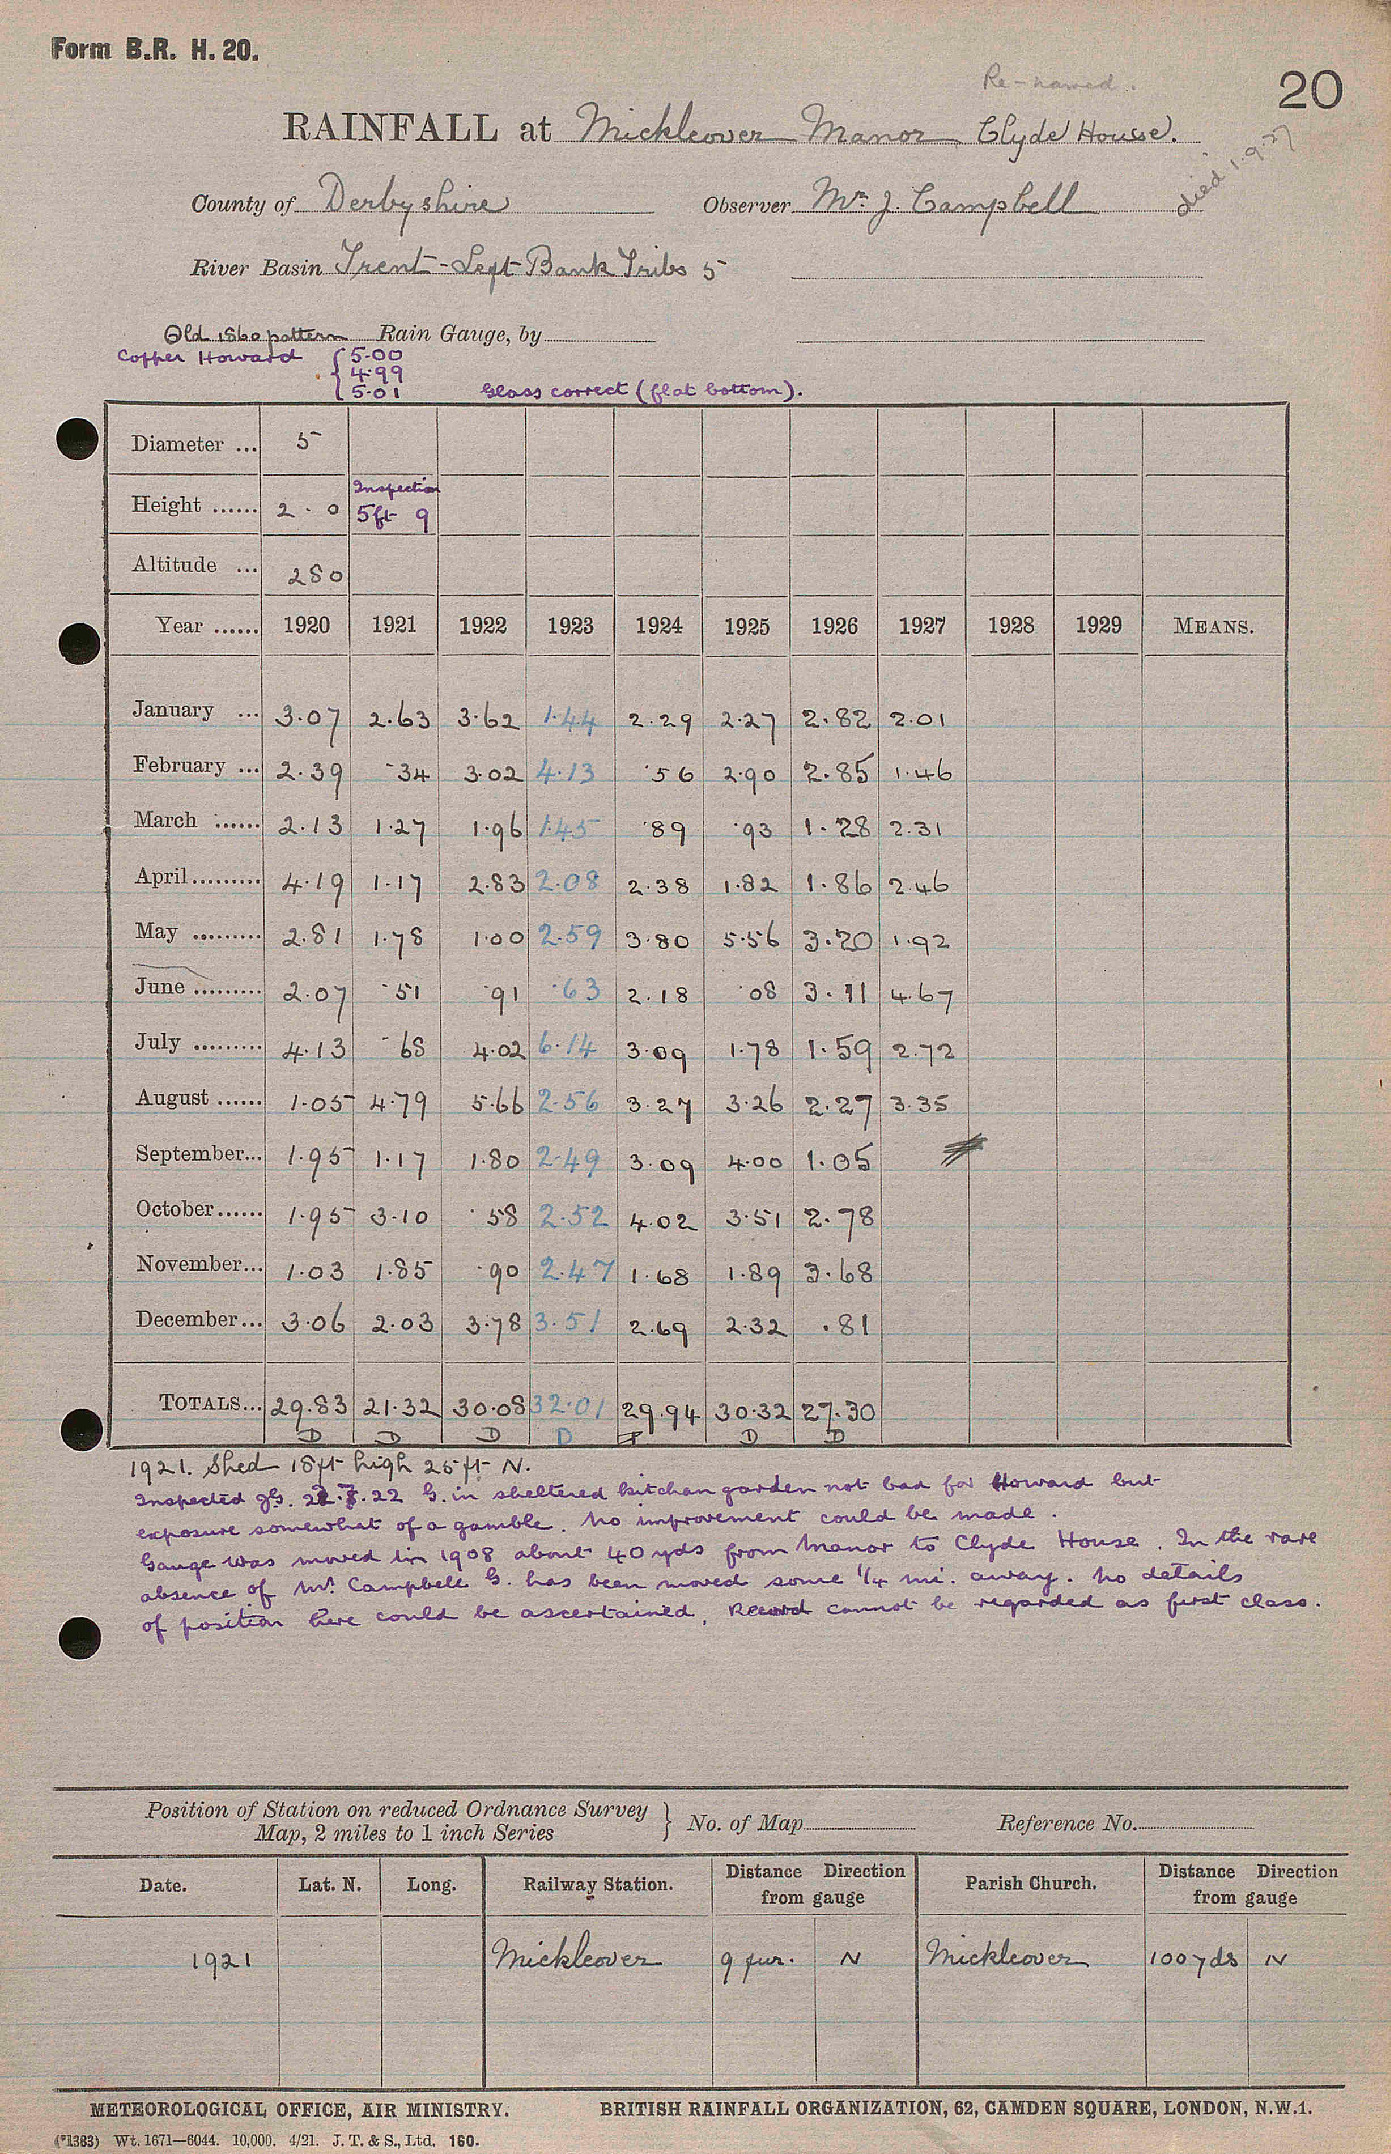 Form B.R. H. 20.
20
Re-named.
RAINFALL at Mickleover Manor, Clyde House.
died 1.9.27
County of Derbyshire Observer Mr. J. Campbell
River Basin Trent - Left Bank Tribs 5
Old 1860 pattern Rain Gauge, by
Copper Howard { 5.00
4.99
5.01 Glass correct (flat bottom).
Diameter ... 5
Height ...... 2 . 0 Inspection 5ft 9
Altitude ... 280
Year ...... 1920 1921 1922 1923 1924 1925 1926 1927 1928 1929 MEANS.
January ... 3.07 2.63 3.62 1.44 2.29 2.27 2.82 2.01
February ... 2.39 .34 3.02 4.13 .56 2.90 2.85 1.46
March ...... 2.13 1.27 1.96 1.45 .89 .93 1.28 2.31
April ......... 4.19 1.17 2.83 2.08 2.38 1.82 1.86 2.46
May ......... 2.81 1.78 1.00 2.59 3.80 5.56 3.20 1.92
June ......... 2.07 .51 .91 .63 2.18 .08 3.11 4.67
July ......... 4.13 .68 4.02 6.14 3.09 1.78 1.59 2.72
August ...... 1.05 4.79 5.66 2.56 3.27 3.26 2.27 3.35
September... 1.95 1.17 1.80 2.49 3.09 4.00 1.05
October ...... 1.95 3.10 .58 2.52 4.02 3.51 2.78
November... 1.03 1.85 .90 2.47 1.68 1.89 3.68
December... 3.06 2.03 3.78 3.51 2.69 2.32 .81
TOTALS... 29.83 21.32 30.08 32.01 29.94 30.32 27.30
D D D D D D
1921. Shed 18ft high 25ft N.
Inspected 7.22 G. in sheltered kitchen garden not bad for Howard but
exposure somewhat of a gamble. No improvement could be made.
Gauge was moved in 1908 about 40 yds from Manor to Clyde House. In the rare
absence of Mr. Campbell G. has been moved some 1/4 mi. away. No details
of position here could be ascertained. Record cannot be regarded as first class.
Position of Station on reduced Ordnance Survey
Map, 2 miles to 1 inch Series } No. of Map Reference No.
Date. Lat. N. Long. Railway Station. Distance Direction from gauge Parish Church. Distance Direction from gauge
1921 Mickleover 9 fur. N Mickleover 100 yds N
METEOROLOGICAL OFFICE, AIR MINISTRY. BRITISH RAINFALL ORGANIZATION, 62, CAMDEN SQUARE, LONDON, N.W.1.
(*1383) Wt. 1671—6044. 10,000. 4/21. J. T. & S., Ltd. 160.